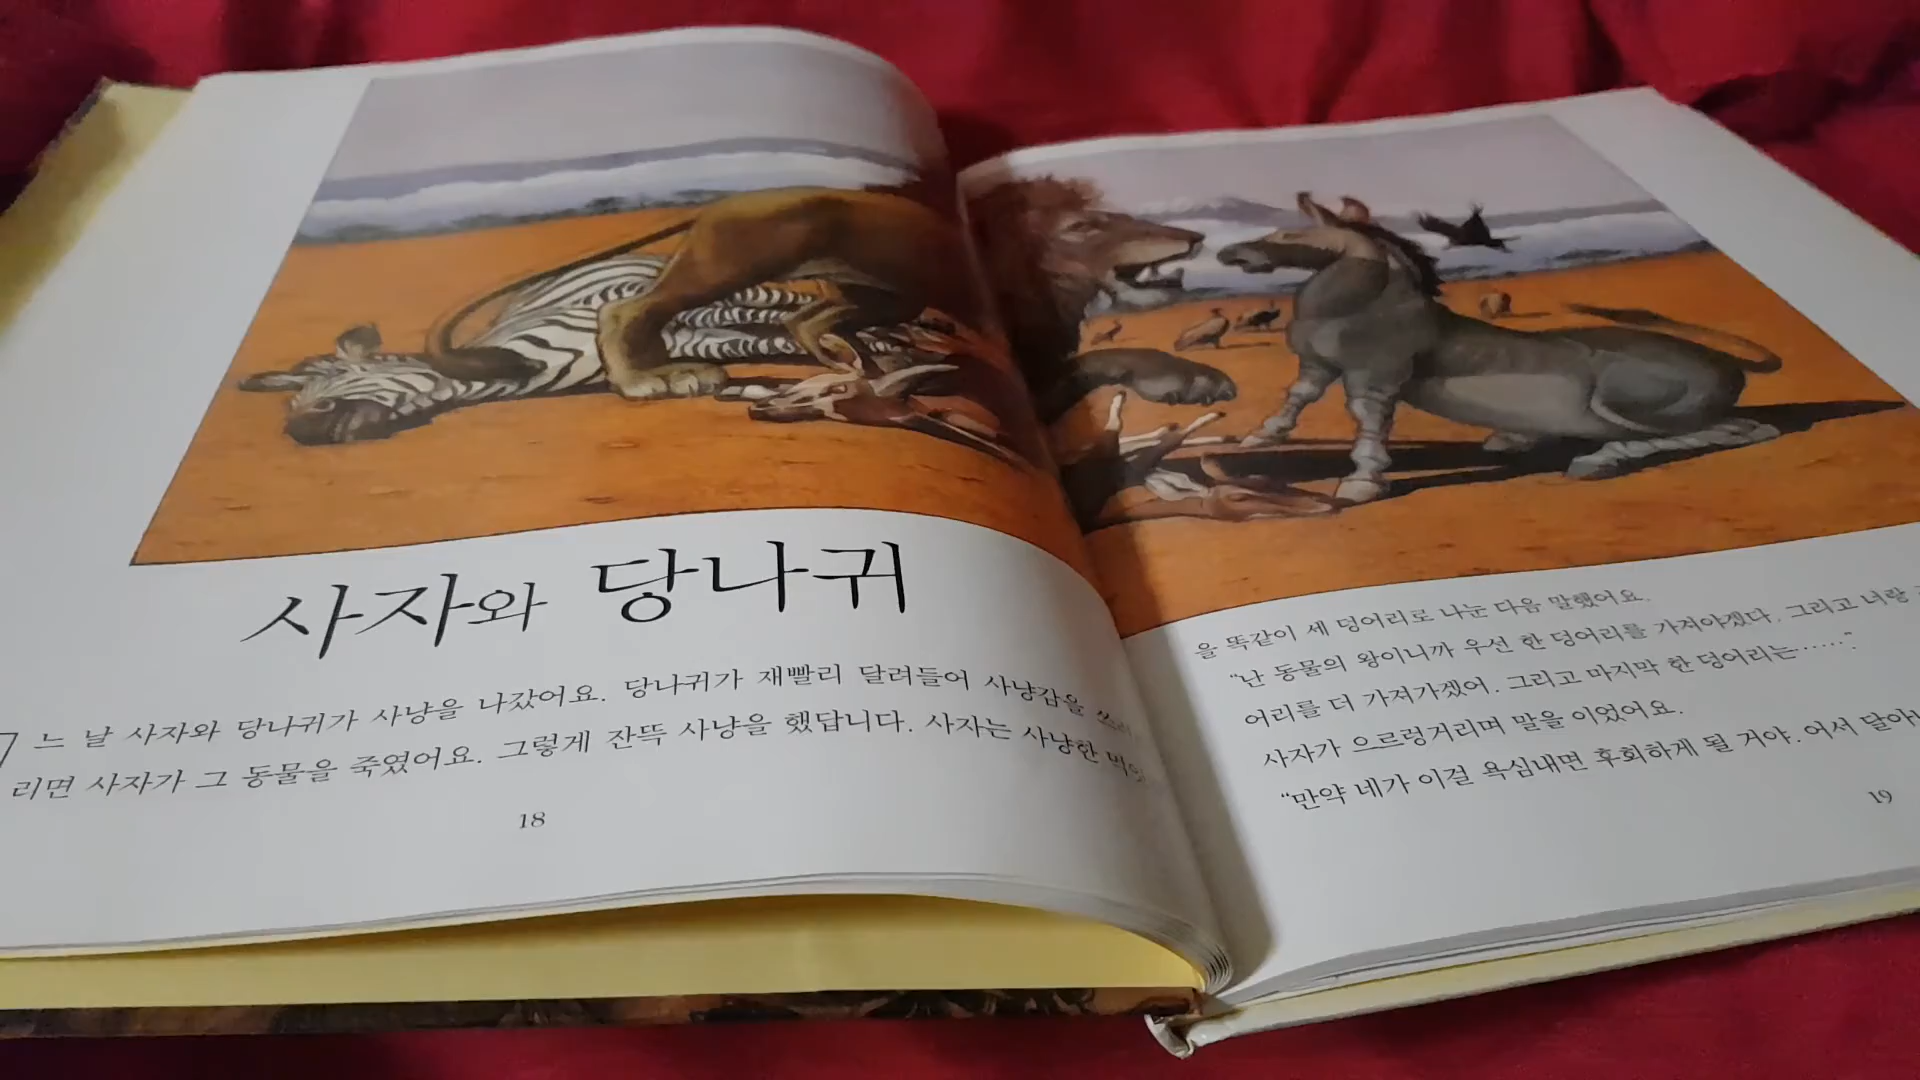 사자와 당나귀
느 날 사자와 당나귀가 사냥을 나갔어요. 당나귀가 재빨리 달려들어 사냥감을
리면 사자가 그 동물을 죽였어요. 그렇게 잔뜩 사냥을 했답니다. 사자는 사냥한
18
을 똑같이 세 덩어리로 나눈 다음 말했어요.
“난 동물의 왕이니까 우선 한 덩어리를 가져야겠다. 그리고 너랑
어리를 더 가져가겠어. 그리고 마지막 한 덩어리는……”
사자가 으르렁거리며 말을 이었어요.
“만약 네가 이걸 욕심내면 후회하게 될 거야. 어서 달아
19